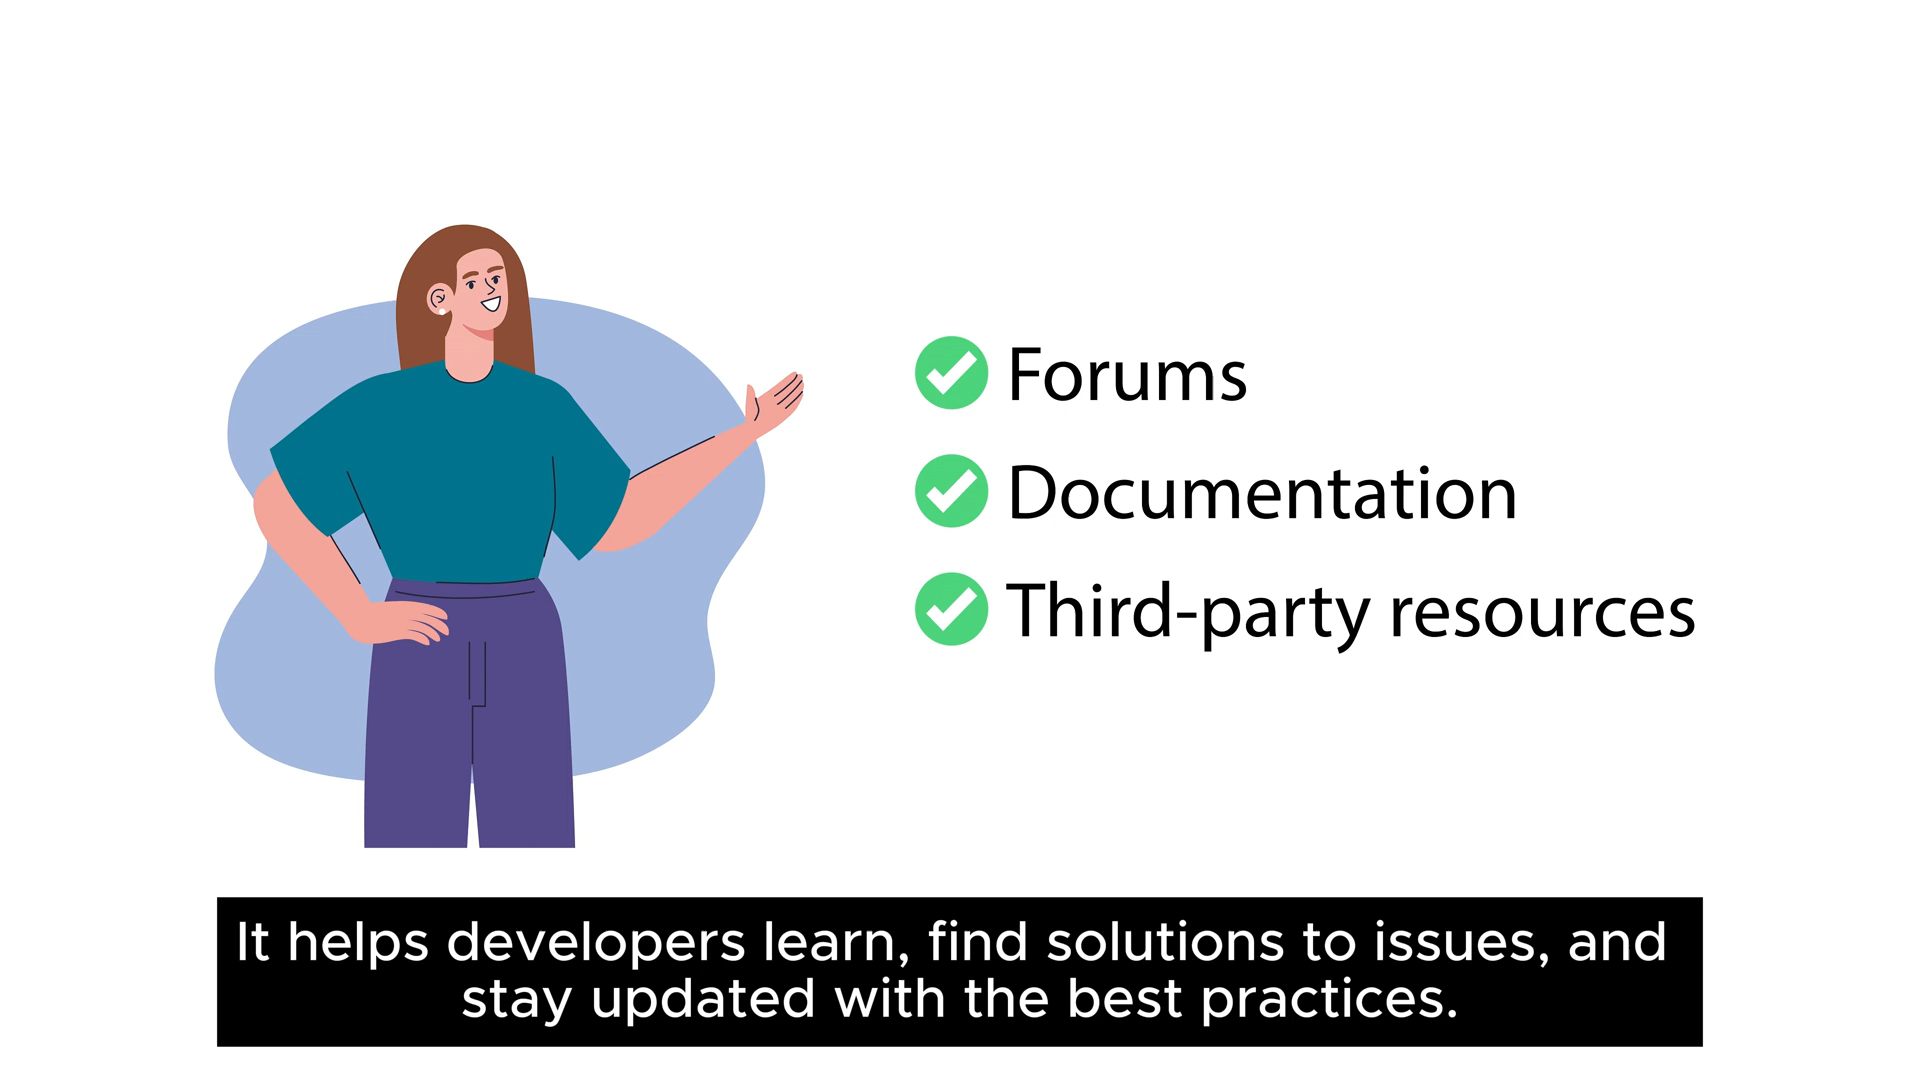 Forums
Documentation
Third-party resources
It helps developers learn, find solutions to issues, and
stay updated with the best practices.